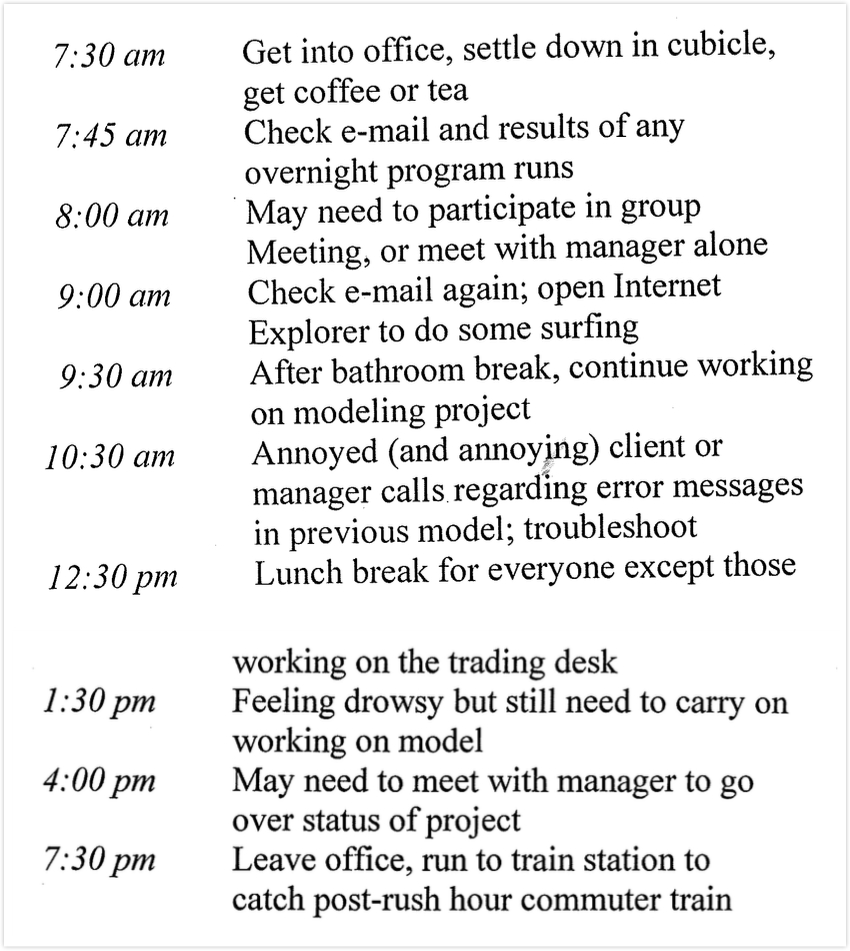 7:30 am Get into office, settle down in cubicle,
get coffee or tea
7:45 am Check e-mail and results of any
overnight program runs
8:00 am May need to participate in group
Meeting, or meet with manager alone
9:00 am Check e-mail again; open Internet
Explorer to do some surfing
9:30 am After bathroom break, continue working
on modeling project
10:30 am Annoyed (and annoying) client or
manager calls regarding error messages
in previous model; troubleshoot
12:30 pm Lunch break for everyone except those
working on the trading desk
1:30 pm Feeling drowsy but still need to carry on
working on model
4:00 pm May need to meet with manager to go
over status of project
7:30 pm Leave office, run to train station to
catch post-rush hour commuter train